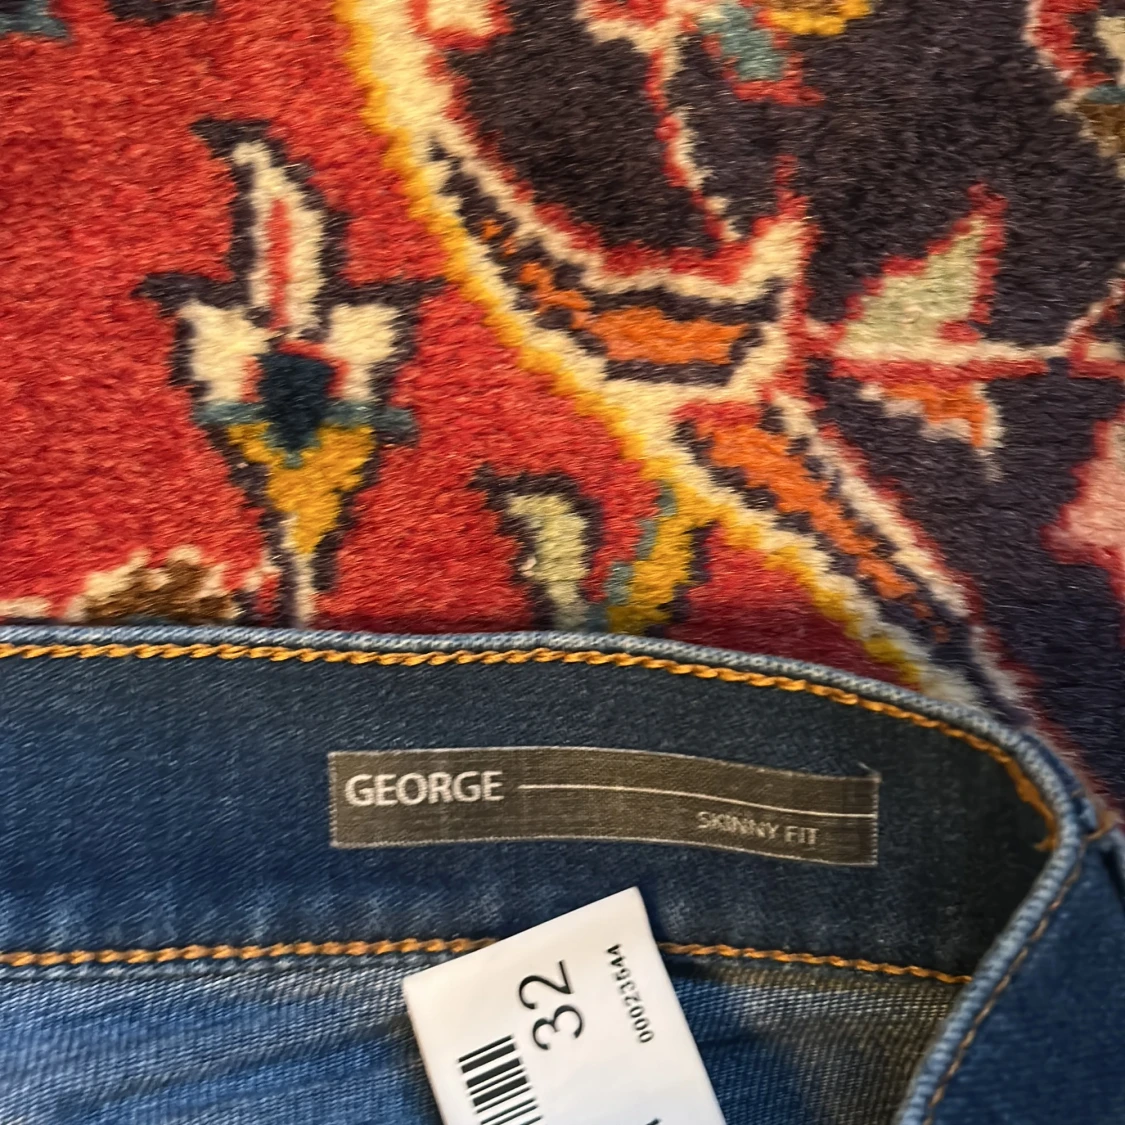 GEORGE
SKINNY FIT
32
00023544